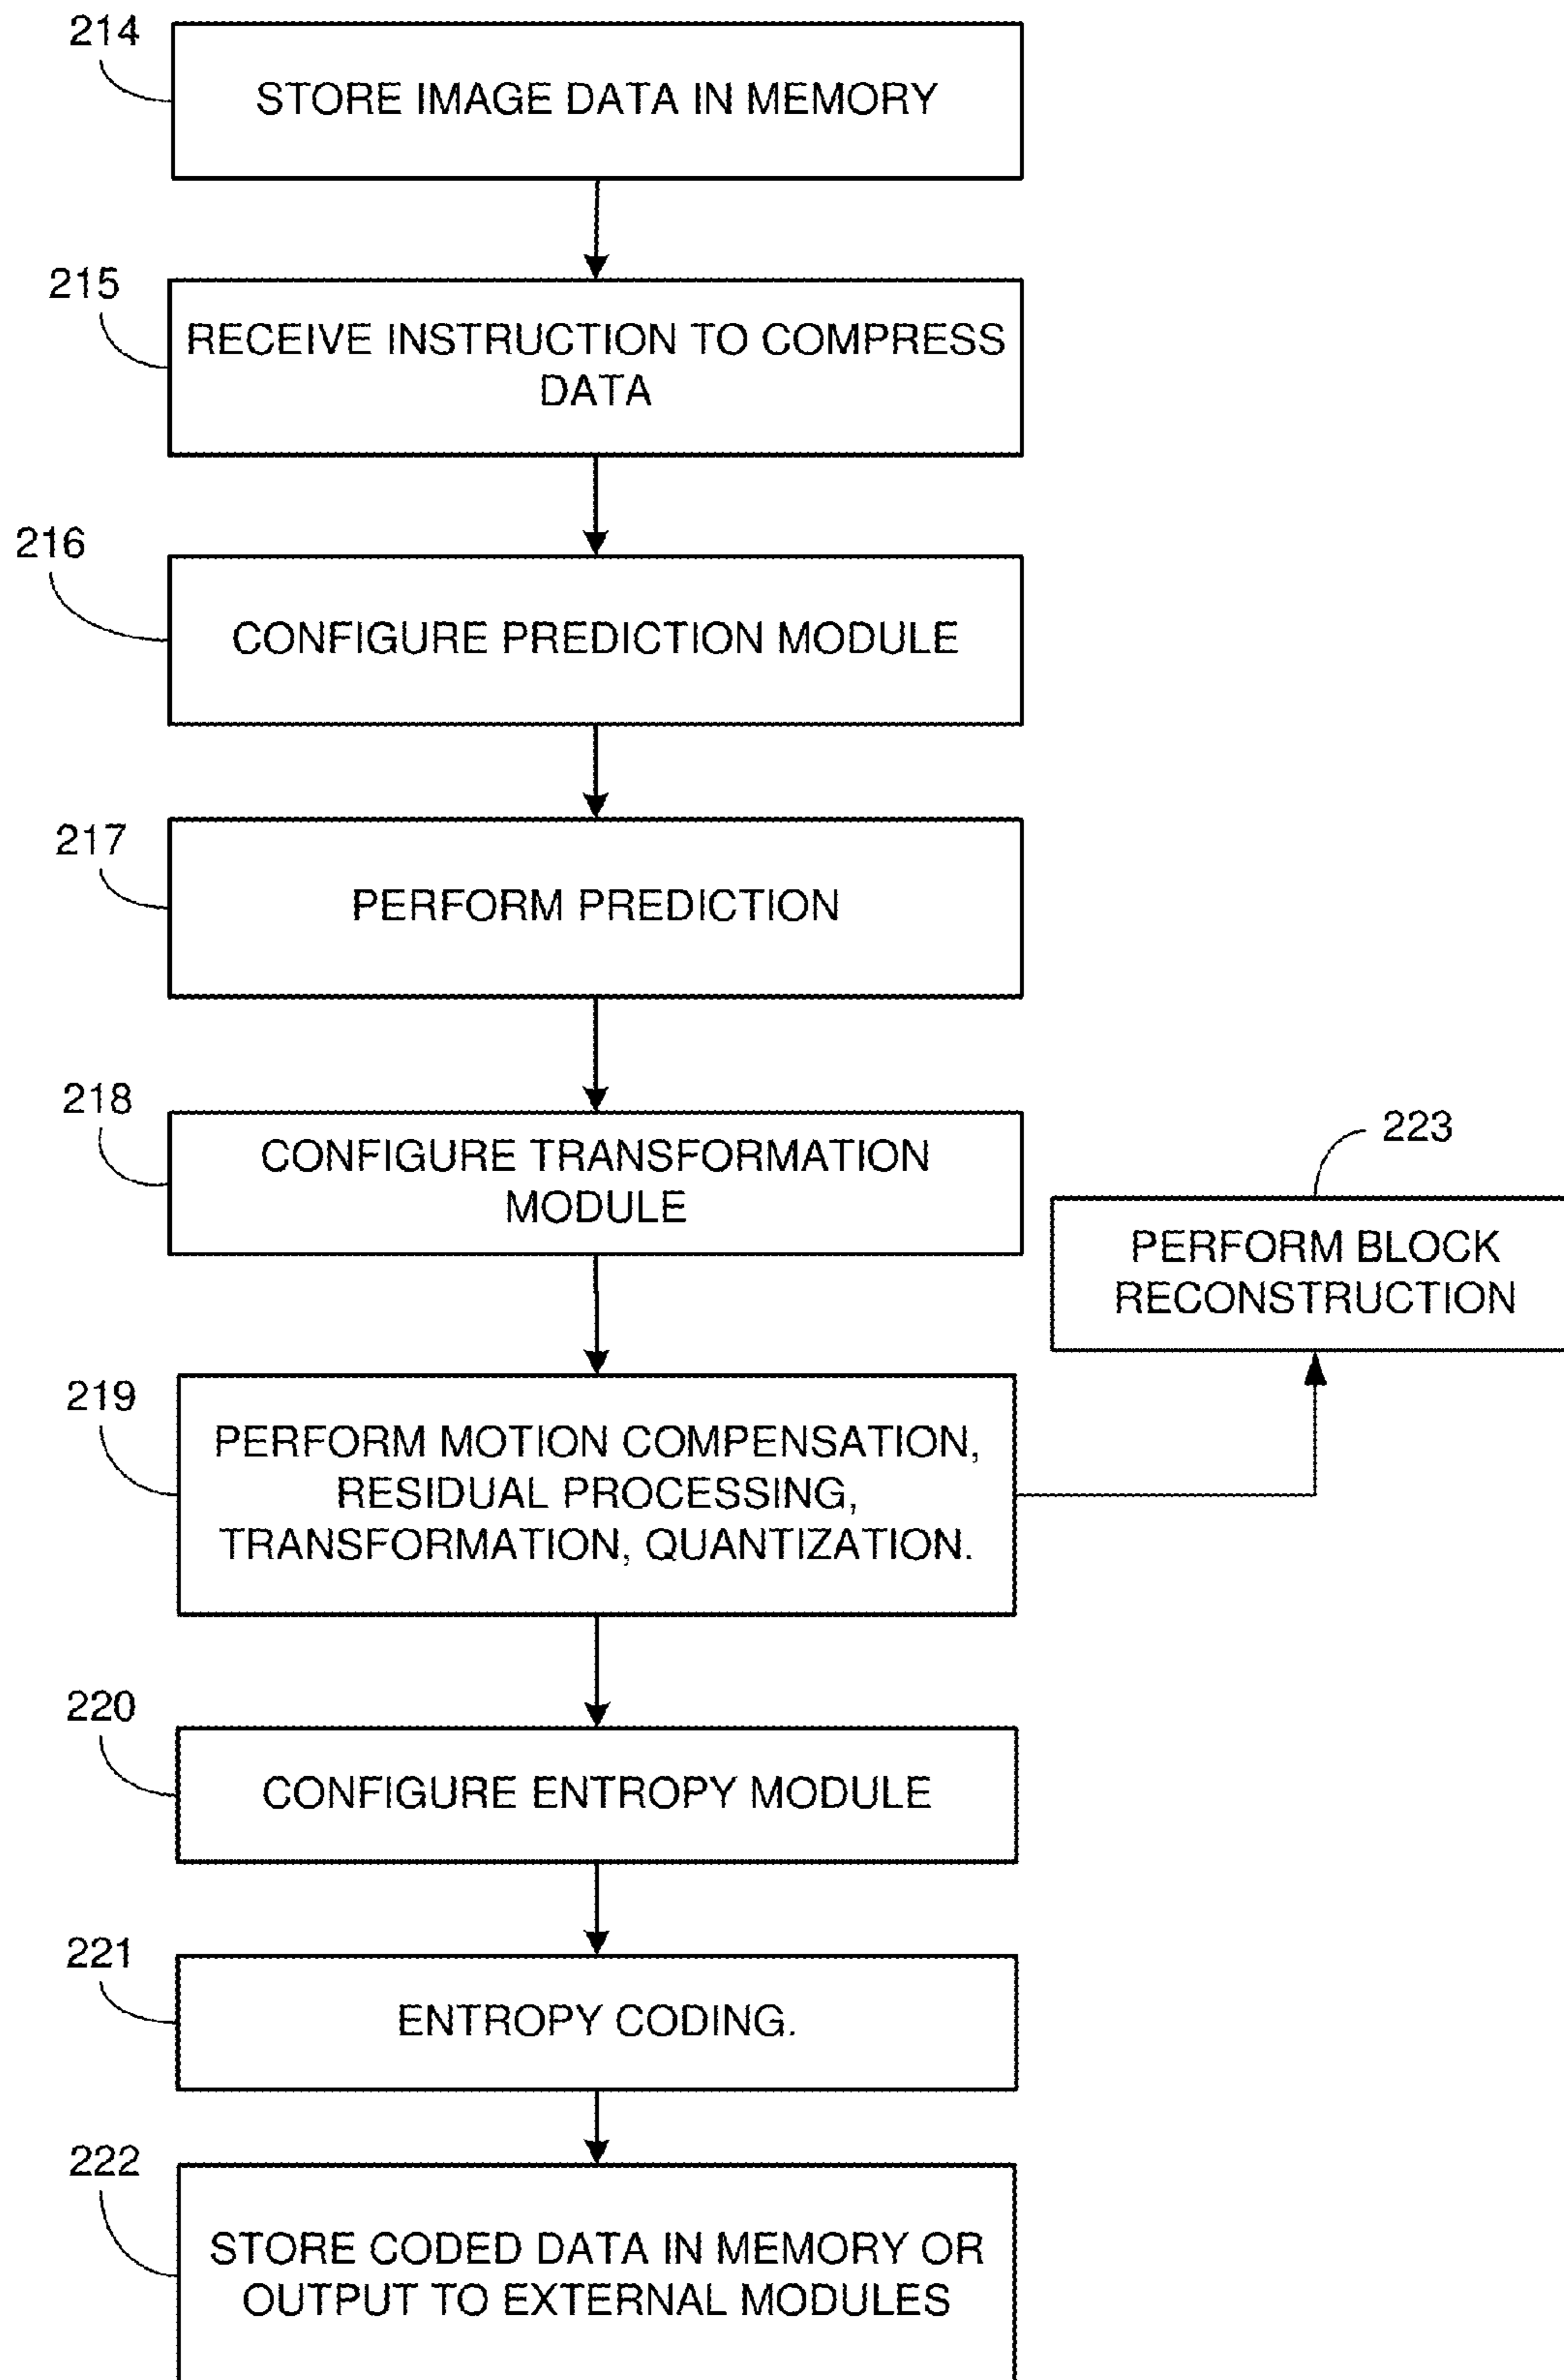 214
STORE IMAGE DATA IN MEMORY
215
RECEIVE INSTRUCTION TO COMPRESS
DATA
216
CONFIGURE PREDICTION MODULE
217
PERFORM PREDICTION
218
CONFIGURE TRANSFORMATION
MODULE
223
PERFORM BLOCK
RECONSTRUCTION
219
PERFORM MOTION COMPENSATION,
RESIDUAL PROCESSING,
TRANSFORMATION, QUANTIZATION.
220
CONFIGURE ENTROPY MODULE
221
ENTROPY CODING.
222
STORE CODED DATA IN MEMORY OR
OUTPUT TO EXTERNAL MODULES